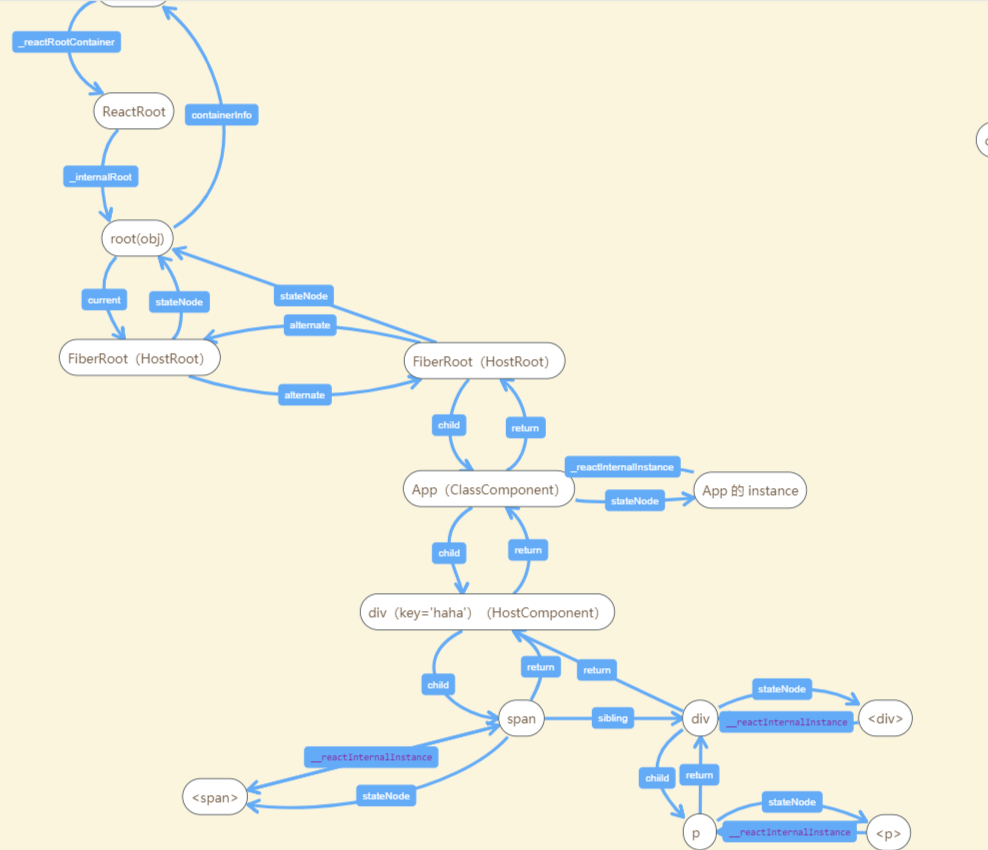 _reactRootContainer
ReactRoot
containerInfo
_internalRoot
root(obj)
current
stateNode
stateNode
alternate
FiberRoot（HostRoot）
FiberRoot（HostRoot）
alternate
child
return
_reactInternalInstance
App（ClassComponent）
stateNode
App 的 instance
child
return
div（key='haha'）（HostComponent）
child
return
return
stateNode
span
sibling
div
__reactInternalInstance
<div>
__reactInternalInstance
<span>
stateNode
chiild
return
stateNode
p
__reactInternalInstance
<p>